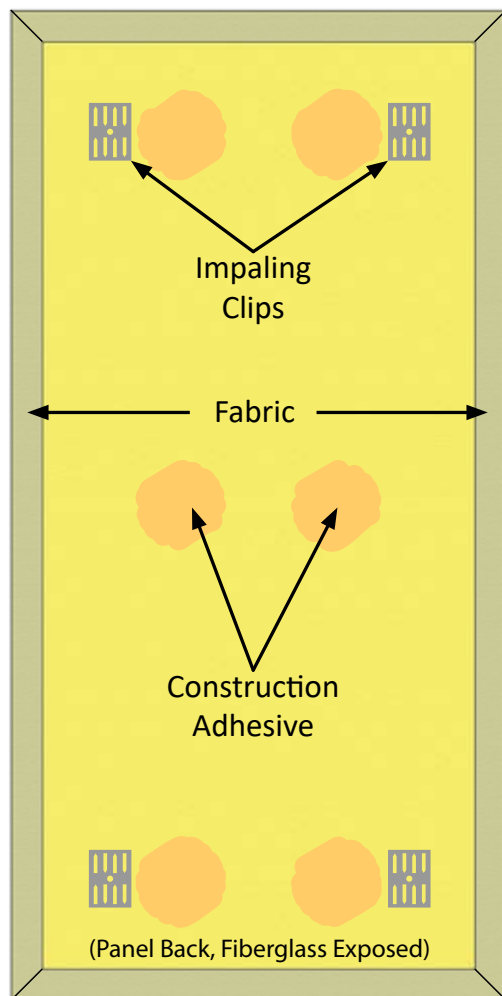 Impaling
Clips
Fabric
Construction
Adhesive
(Panel Back, Fiberglass Exposed)